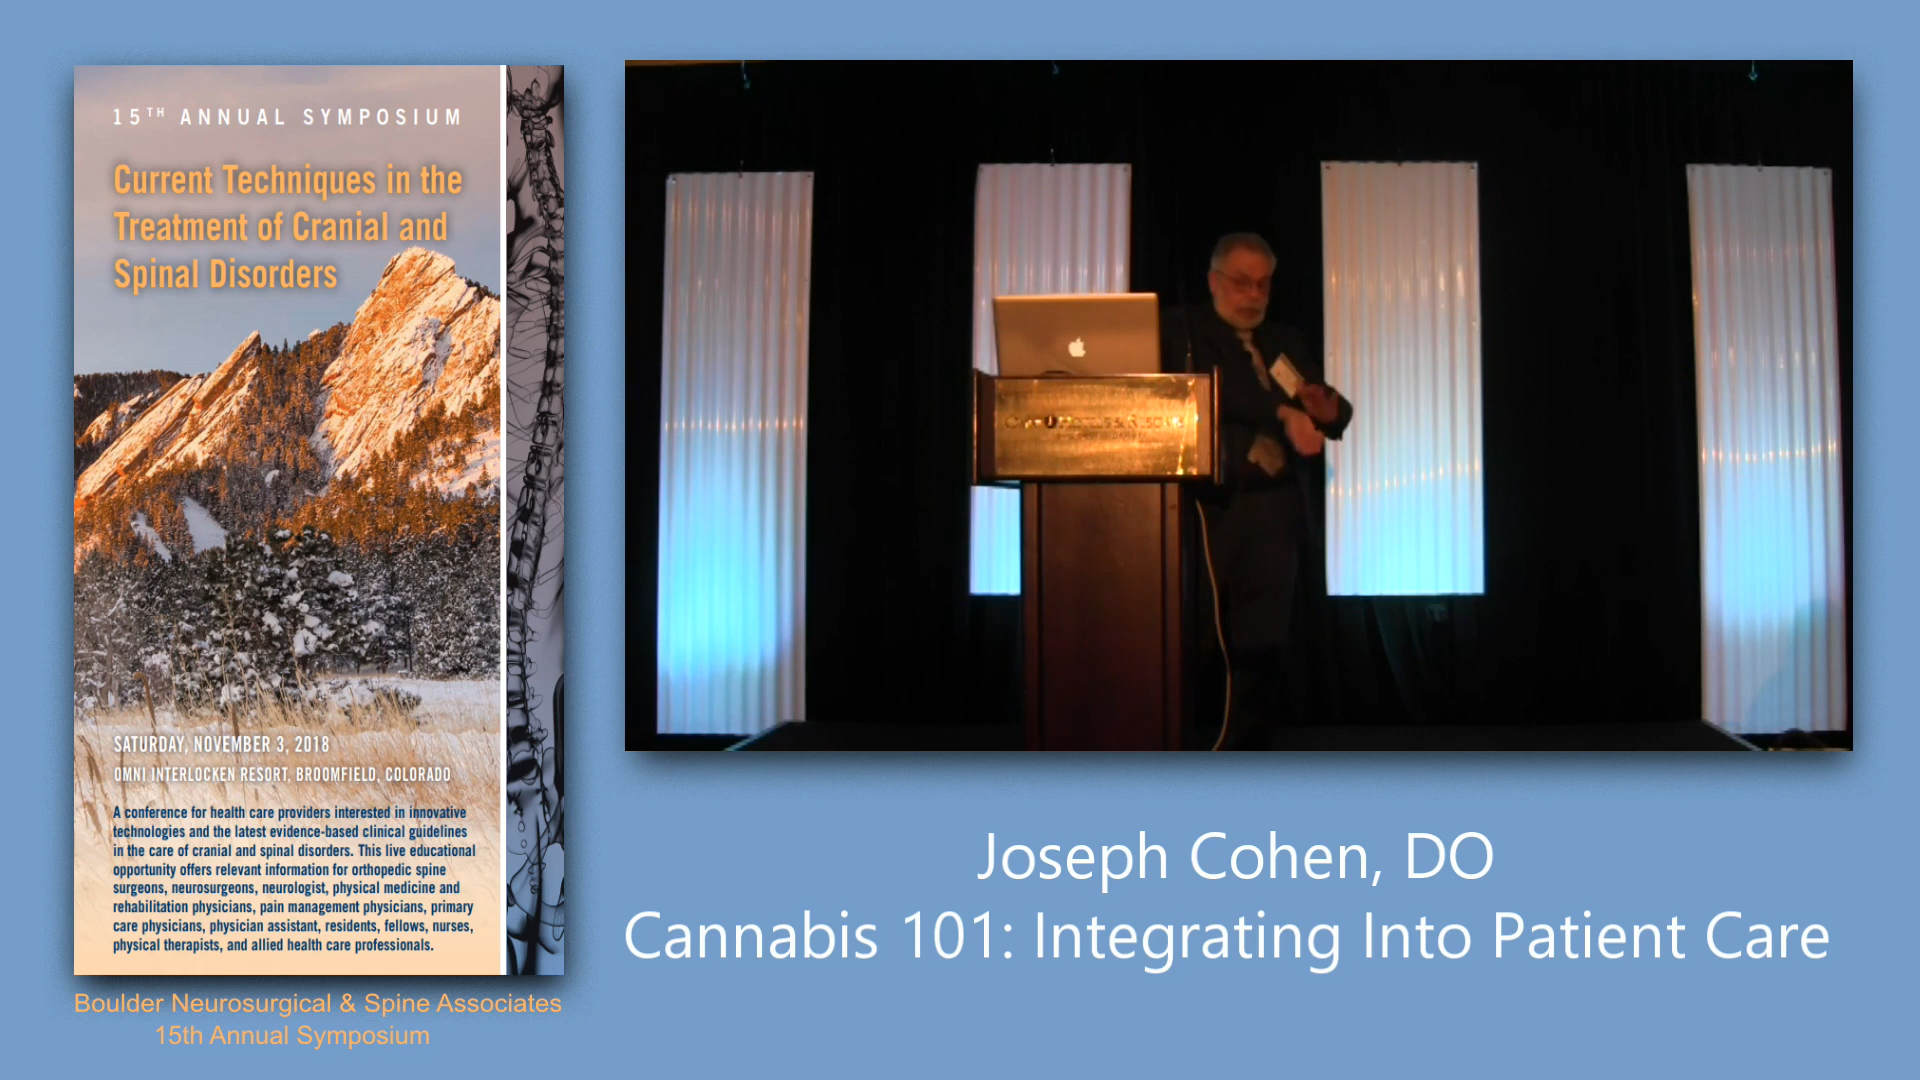 15TH ANNUAL SYMPOSIUM
Current Techniques in the
Treatment of Cranial and
Spinal Disorders
SATURDAY, NOVEMBER 3, 2018
OMNI INTERLOCKEN RESORT, BROOMFIELD, COLORADO
A conference for health care providers interested in innovative
technologies and the latest evidence-based clinical guidelines
in the care of cranial and spinal disorders. This live educational
opportunity offers relevant information for orthopedic spine
surgeons, neurosurgeons, neurologist, physical medicine and
rehabilitation physicians, pain management physicians, primary
care physicians, physician assistant, residents, fellows, nurses,
physical therapists, and allied health care professionals.
Boulder Neurosurgical & Spine Associates
15th Annual Symposium
Joseph Cohen, DO
Cannabis 101: Integrating Into Patient Care